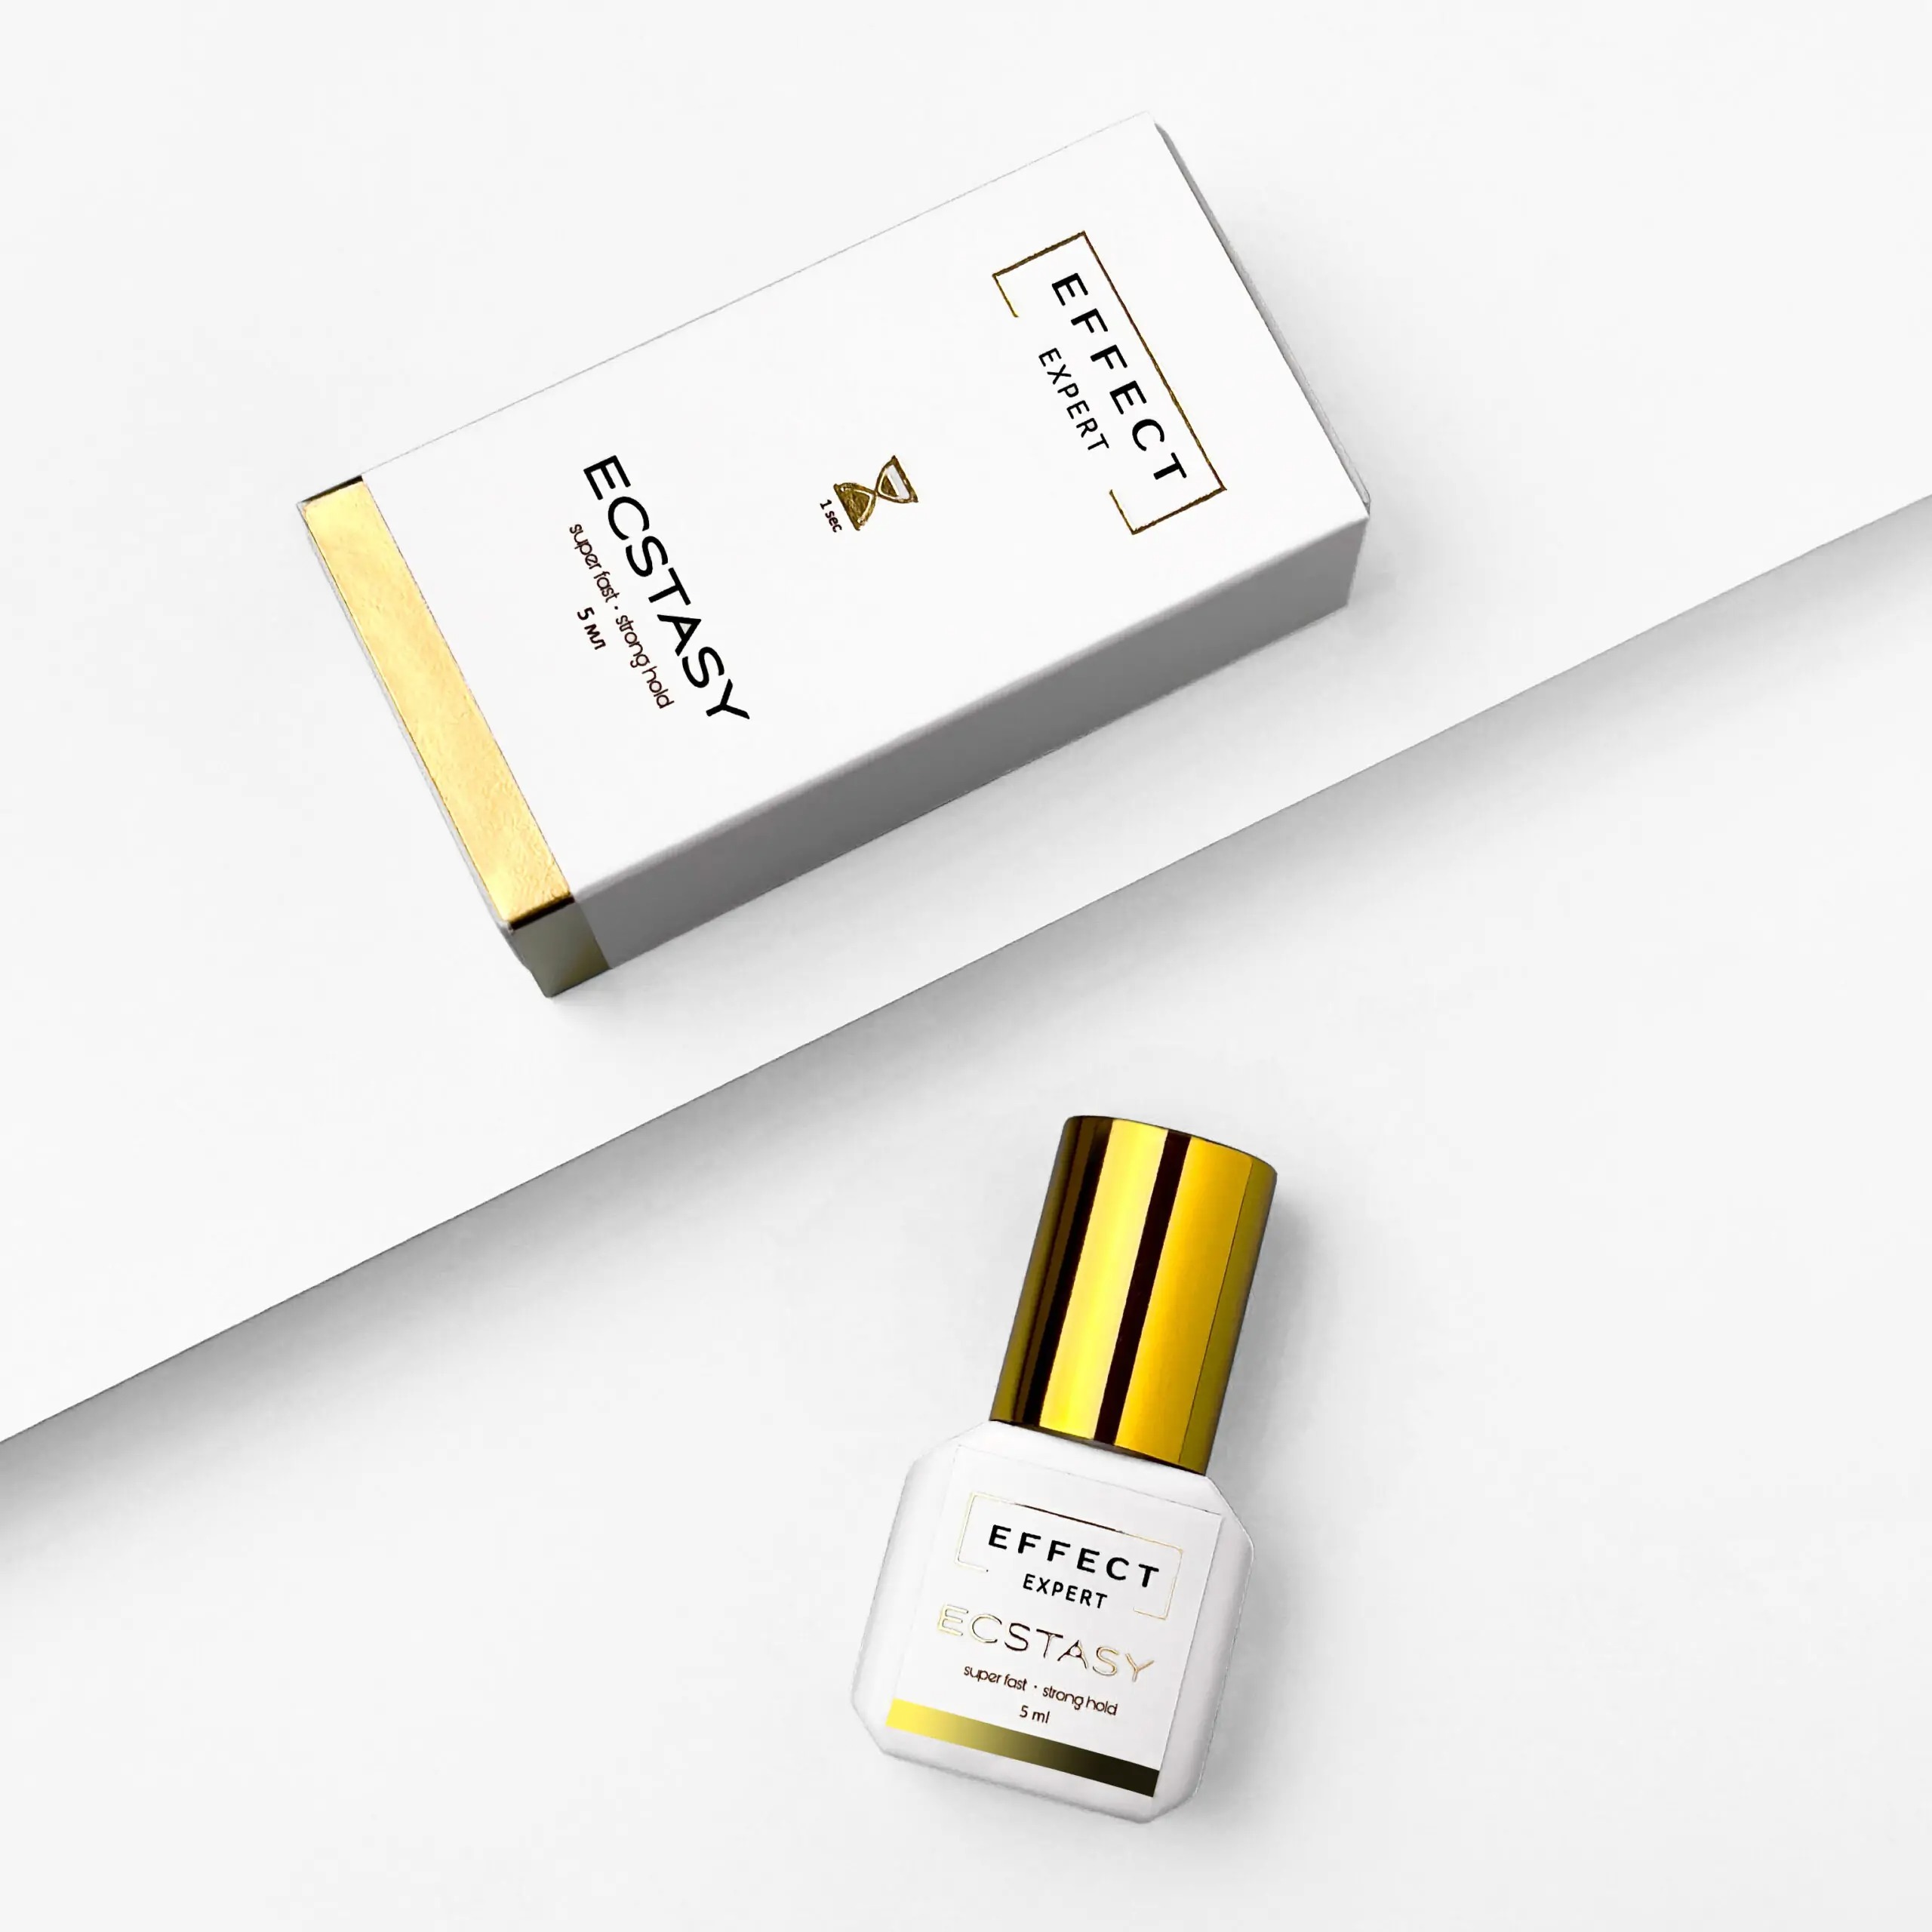 EFFECT
EXPERT
1 sec
ECSTASY
super fast · strong hold
5 мл
EFFECT
EXPERT
ECSTASY
super fast · strong hold
5 ml